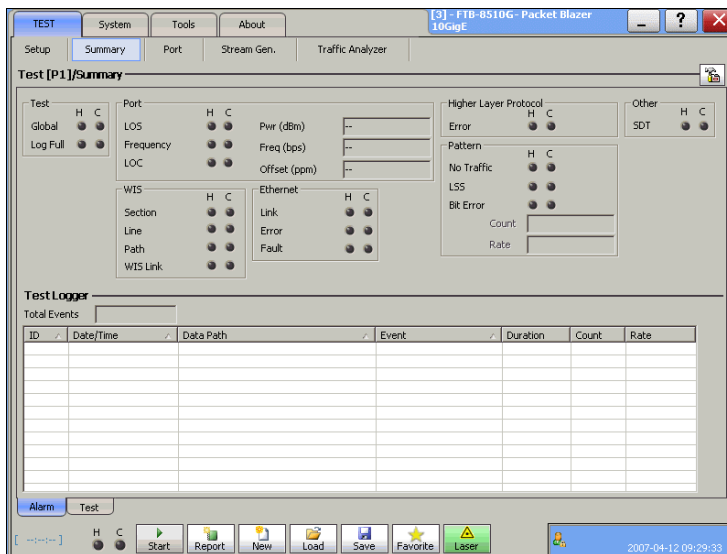 TEST System Tools About [3] - FTB-8510G- Packet Blazer
10GigE
Setup Summary Port Stream Gen. Traffic Analyzer
Test [P1]/Summary
Test
H C
Global
Log Full
Port
H C
LOS Pwr (dBm) --
Frequency Freq (bps) --
LOC Offset (ppm) --
Higher Layer Protocol
H C
Error
Other
H C
SDT
Pattern
H C
No Traffic
LSS
Bit Error
Count
Rate
WIS
H C
Section
Line
Path
WIS Link
Ethernet
H C
Link
Error
Fault
Test Logger
Total Events
ID Date/Time Data Path Event Duration Count Rate
Alarm Test
[ --:--:-- ] H C Start Report New Load Save Favorite Laser 2007-04-12 09:29:33